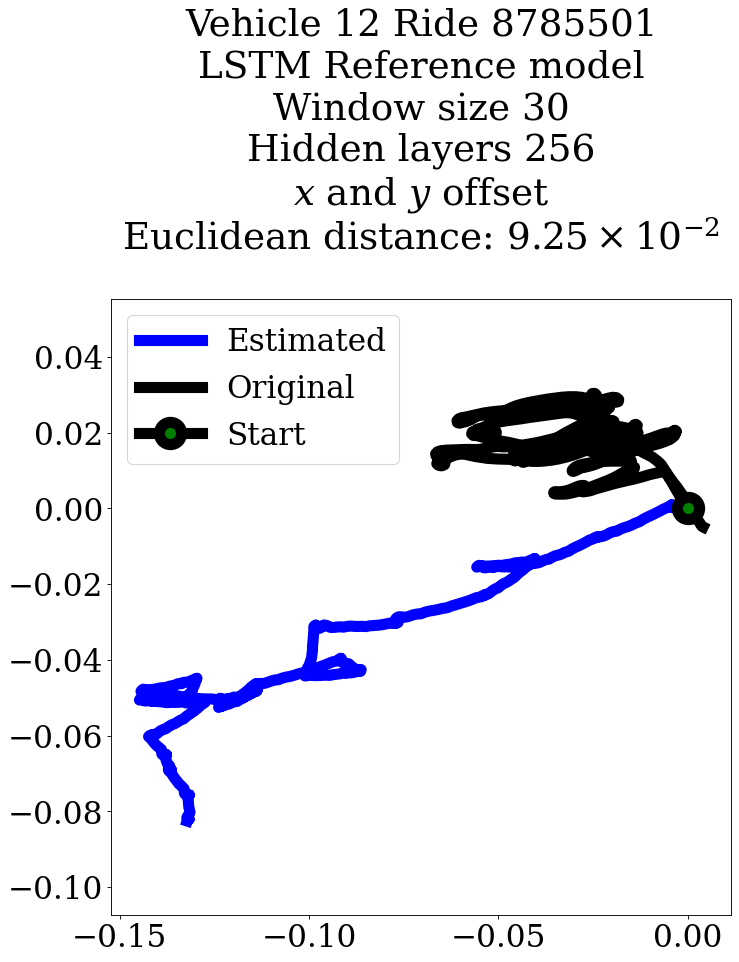 Vehicle 12 Ride 8785501
LSTM Reference model
Window size 30
Hidden layers 256
x and y offset
Euclidean distance: 9.25 × 10⁻²
Estimated
Original
Start
0.04
0.02
0.00
−0.02
−0.04
−0.06
−0.08
−0.10
−0.15 −0.10 −0.05 0.00